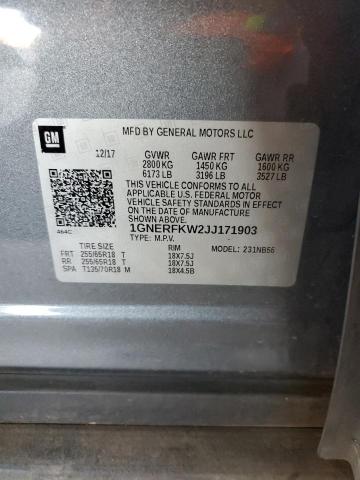 GM
MFD BY GENERAL MOTORS LLC
12/17 GVWR GAWR FRT GAWR RR
2800 KG 1450 KG 1600 KG
6173 LB 3196 LB 3527 LB
THIS VEHICLE CONFORMS TO ALL
APPLICABLE U.S. FEDERAL MOTOR
VEHICLE SAFETY STANDARDS IN
EFFECT ON THE DATE OF MANUFACTURE
SHOWN ABOVE.
464C 1GNERFKW2JJ171903
TYPE: M.P.V. MODEL: 231NB56
TIRE SIZE RIM
FRT 255/65R18 T 18X7.5J
RR 255/65R18 T 18X7.5J
SPA T135/70R18 M 18X4.5B